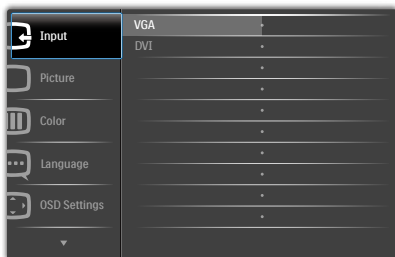 Input
VGA
DVI
Picture
Color
Language
OSD Settings